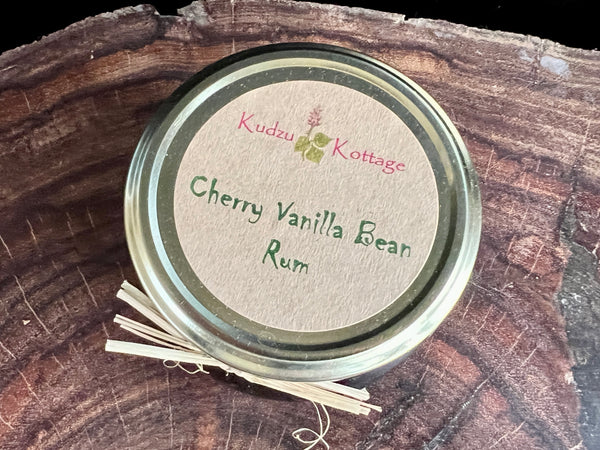 Kudzu Kottage
Cherry Vanilla Bean
Rum